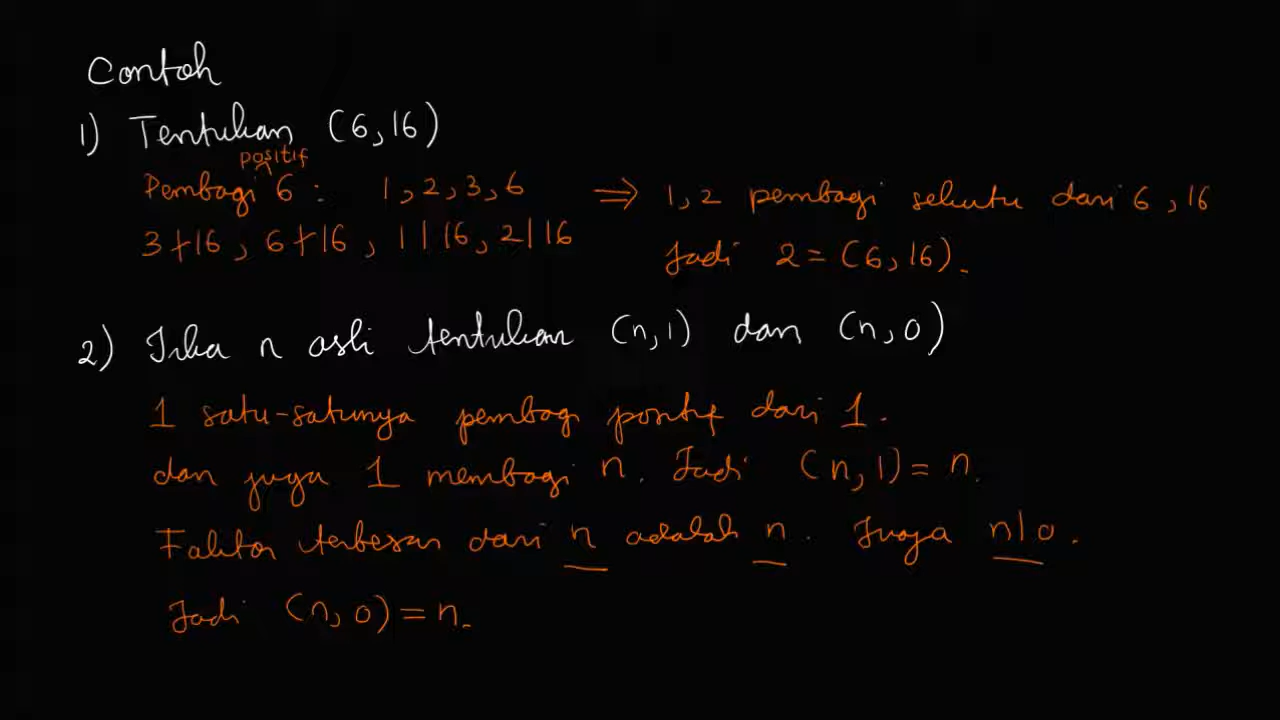 Contoh
1) Tentukan (6,16)
Pembagi positif 6 : 1, 2, 3, 6 ⇒ 1, 2 pembagi sekutu dari 6, 16
3∤16, 6∤16, 1|16, 2|16 Jadi 2 = (6,16).
2) Jika n asli tentukan (n,1) dan (n,0)
1 satu-satunya pembagi positif dari 1.
dan juga 1 membagi n. Jadi (n,1) = n.
Faktor terbesar dari n adalah n. Juga n|0.
Jadi (n,0) = n.